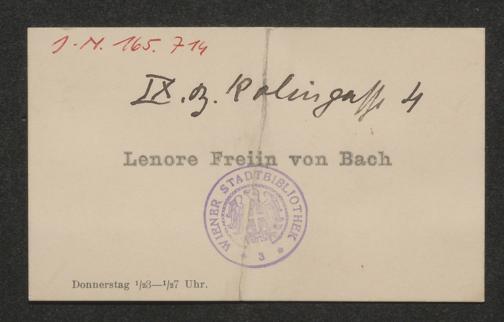 J.N. 165.714
IX. Bz. Kolingasse 4
Lenore Freiin von Bach
WIENER STADTBIBLIOTHEK
* 3 *
Donnerstag ½3—½7 Uhr.